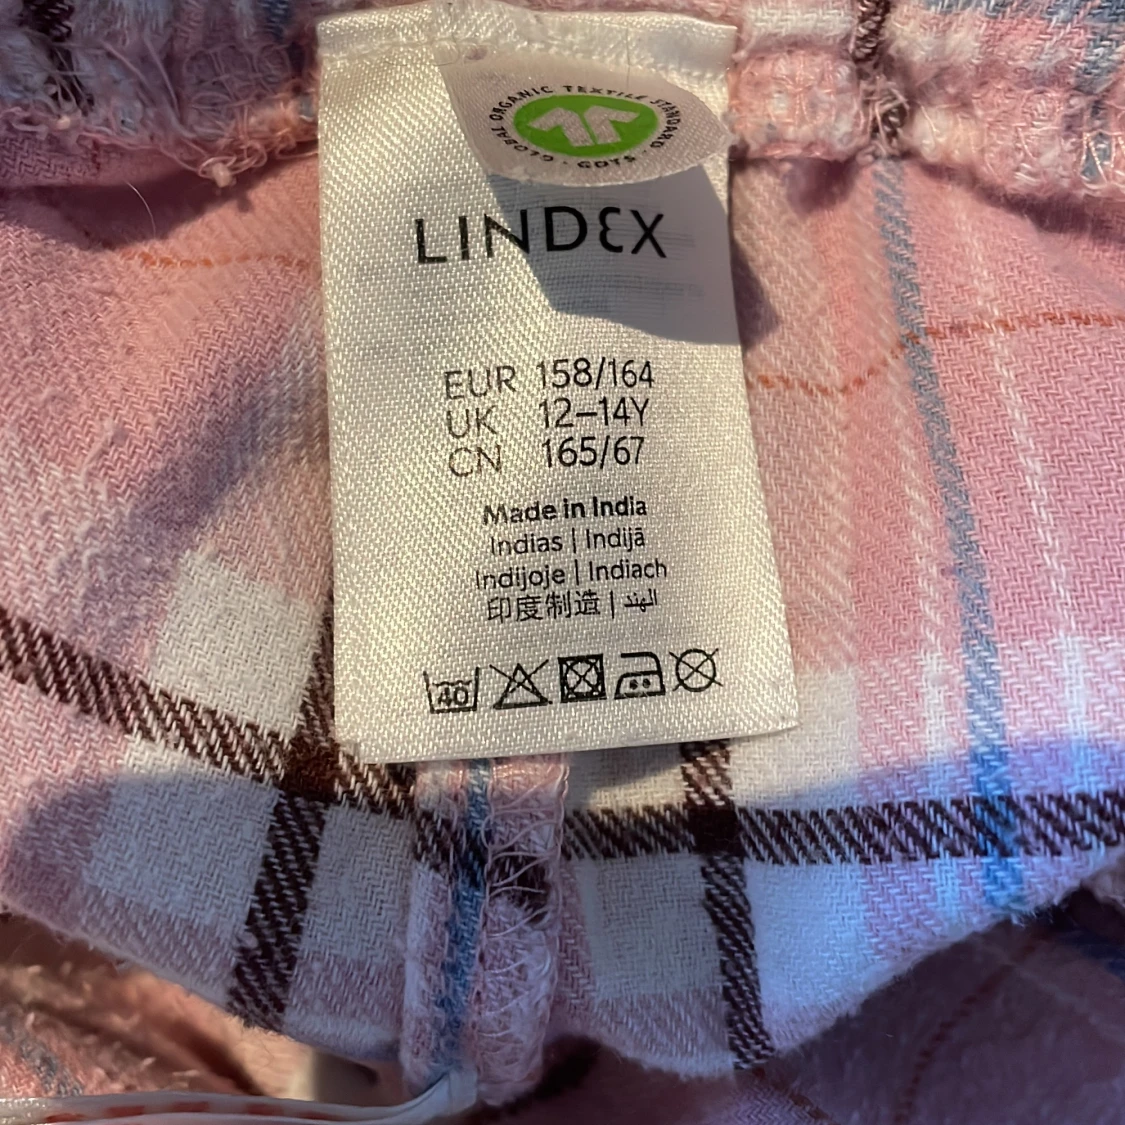 GLOBAL ORGANIC TEXTILE STANDARD · GOTS ·
LINDEX
EUR 158/164
UK 12–14Y
CN 165/67
Made in India
Indias | Indijā
Indijoje | Indiach
印度制造 | الهند
40